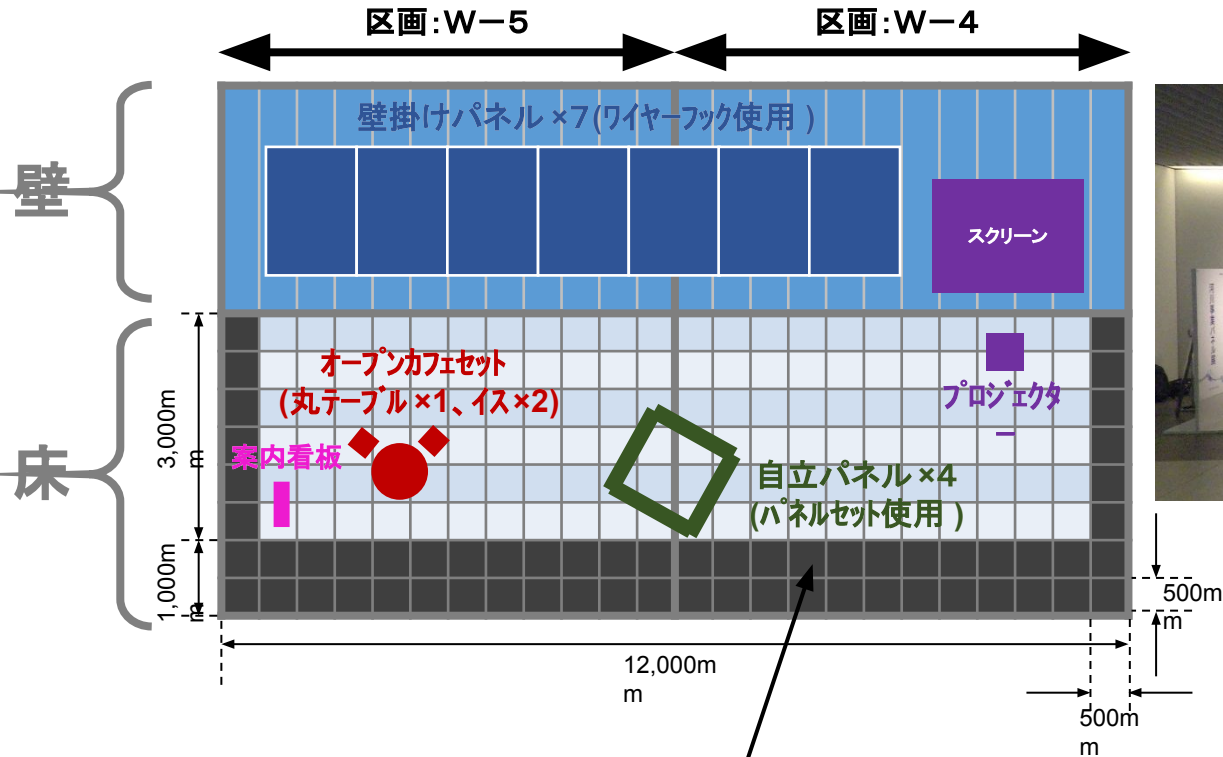 区画：Ｗ－５
区画：Ｗ－４
壁掛けパネル ×7(ワイヤーフック使用 )
スクリーン
壁
オープンカフェセット
(丸テーブル ×1、イス×2)
プロジェクタ
ー
案内看板
自立パネル ×4
(パネルセット使用 )
床
3,000m
m
1,000m
m
500m
m
12,000m
m
500m
m